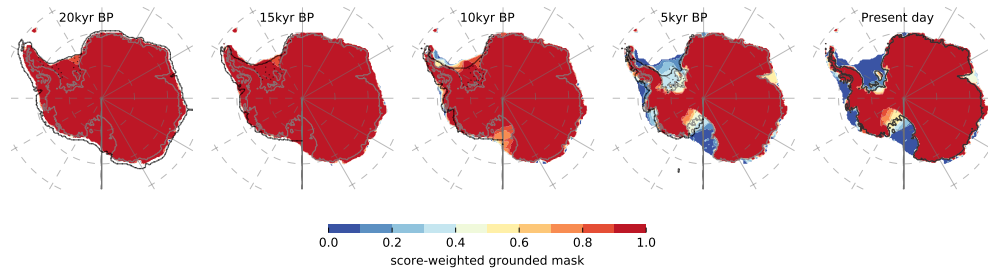 20kyr BP 15kyr BP 10kyr BP 5kyr BP Present day
0.0 0.2 0.4 0.6 0.8 1.0
score-weighted grounded mask